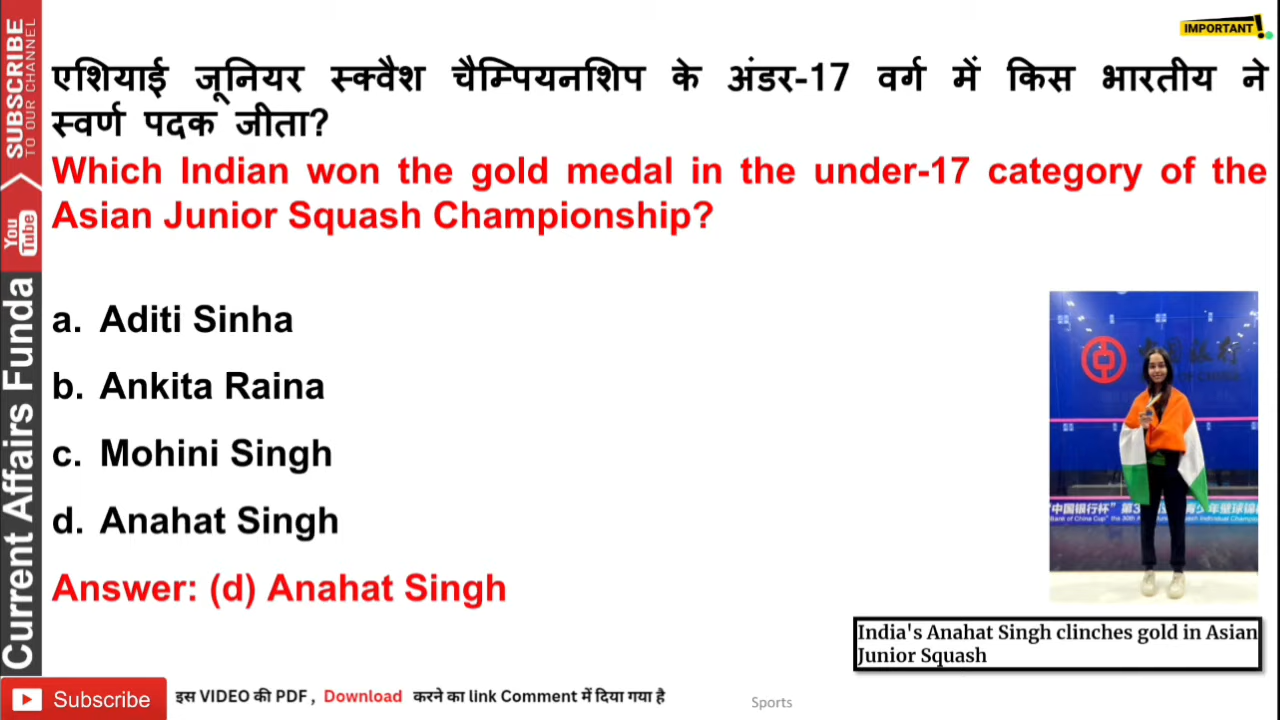 IMPORTANT !
एशियाई जूनियर स्क्वैश चैम्पियनशिप के अंडर-17 वर्ग में किस भारतीय ने
स्वर्ण पदक जीता?
Which Indian won the gold medal in the under-17 category of the
Asian Junior Squash Championship?
a. Aditi Sinha
b. Ankita Raina
c. Mohini Singh
d. Anahat Singh
Answer: (d) Anahat Singh
India's Anahat Singh clinches gold in Asian
Junior Squash
SUBSCRIBE
TO OUR CHANNEL
You
Tube
Current Affairs Funda
Subscribe
इस VIDEO की PDF , Download करने का link Comment में दिया गया है
Sports